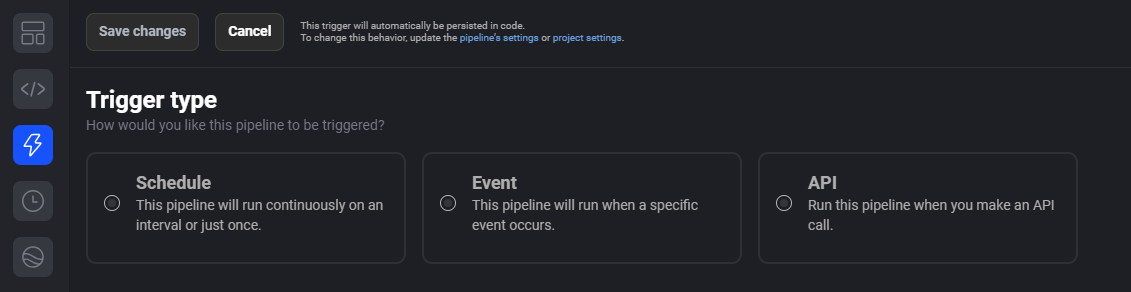 Save changes
Cancel
This trigger will automatically be persisted in code.
To change this behavior, update the pipeline's settings or project settings.
Trigger type
How would you like this pipeline to be triggered?
Schedule
This pipeline will run continuously on an
interval or just once.
Event
This pipeline will run when a specific
event occurs.
API
Run this pipeline when you make an API
call.